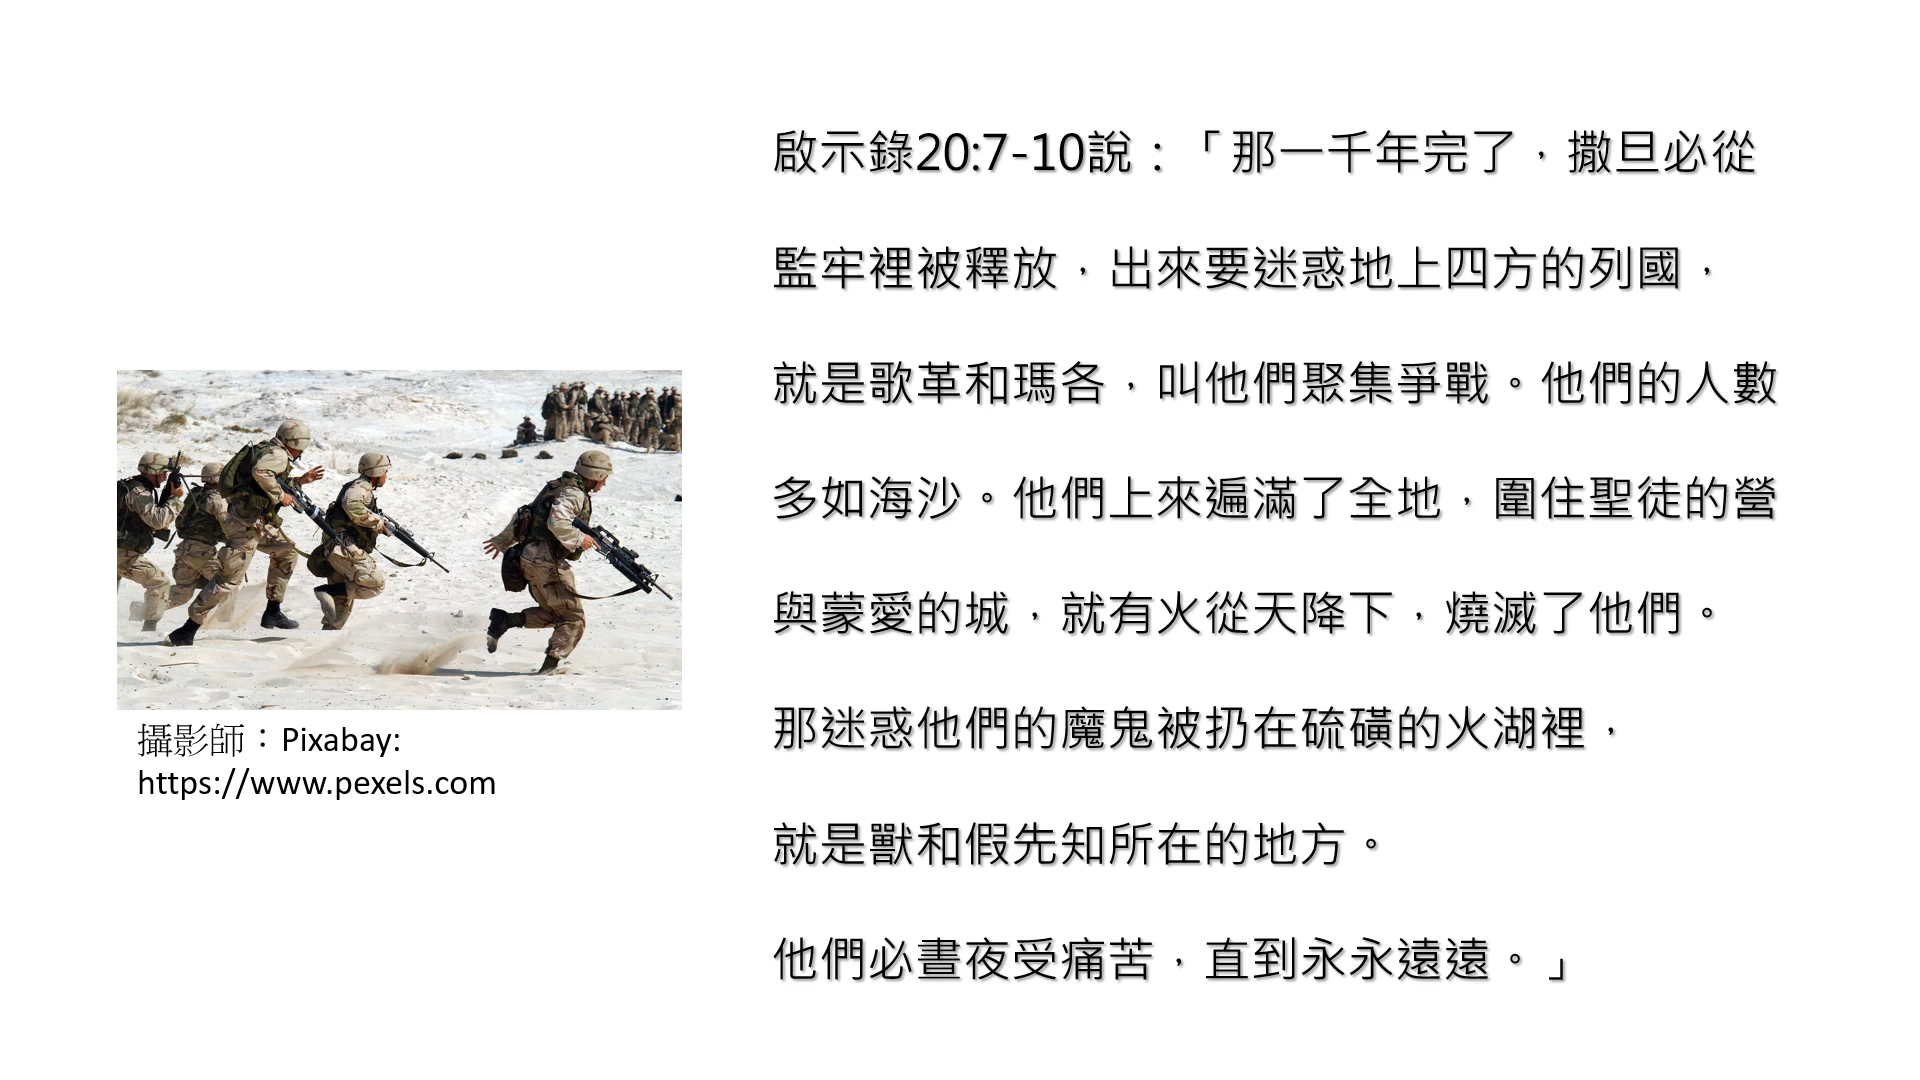 啟示錄20:7-10說：「那一千年完了，撒旦必從
監牢裡被釋放，出來要迷惑地上四方的列國，
就是歌革和瑪各，叫他們聚集爭戰。他們的人數
多如海沙。他們上來遍滿了全地，圍住聖徒的營
與蒙愛的城，就有火從天降下，燒滅了他們。
那迷惑他們的魔鬼被扔在硫磺的火湖裡，
就是獸和假先知所在的地方。
他們必晝夜受痛苦，直到永永遠遠。」
攝影師：Pixabay:
https://www.pexels.com